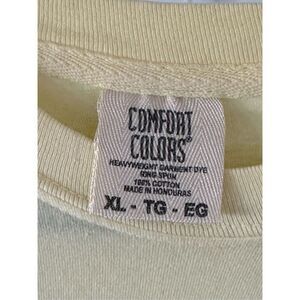 COMFORT
COLORS®
HEAVYWEIGHT GARMENT DYE
RING SPUN
100% COTTON
MADE IN HONDURAS
XL - TG - EG